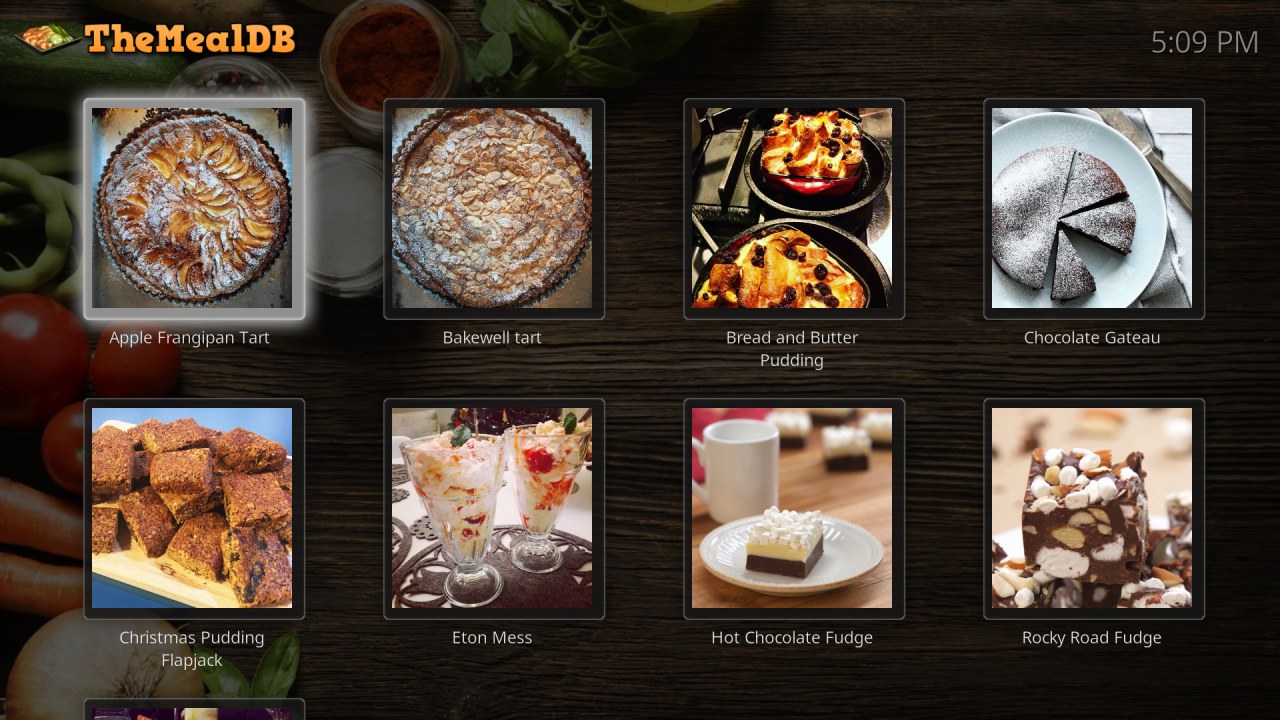 TheMealDB
5:09 PM
Apple Frangipan Tart
Bakewell tart
Bread and Butter
Pudding
Chocolate Gateau
Christmas Pudding
Flapjack
Eton Mess
Hot Chocolate Fudge
Rocky Road Fudge